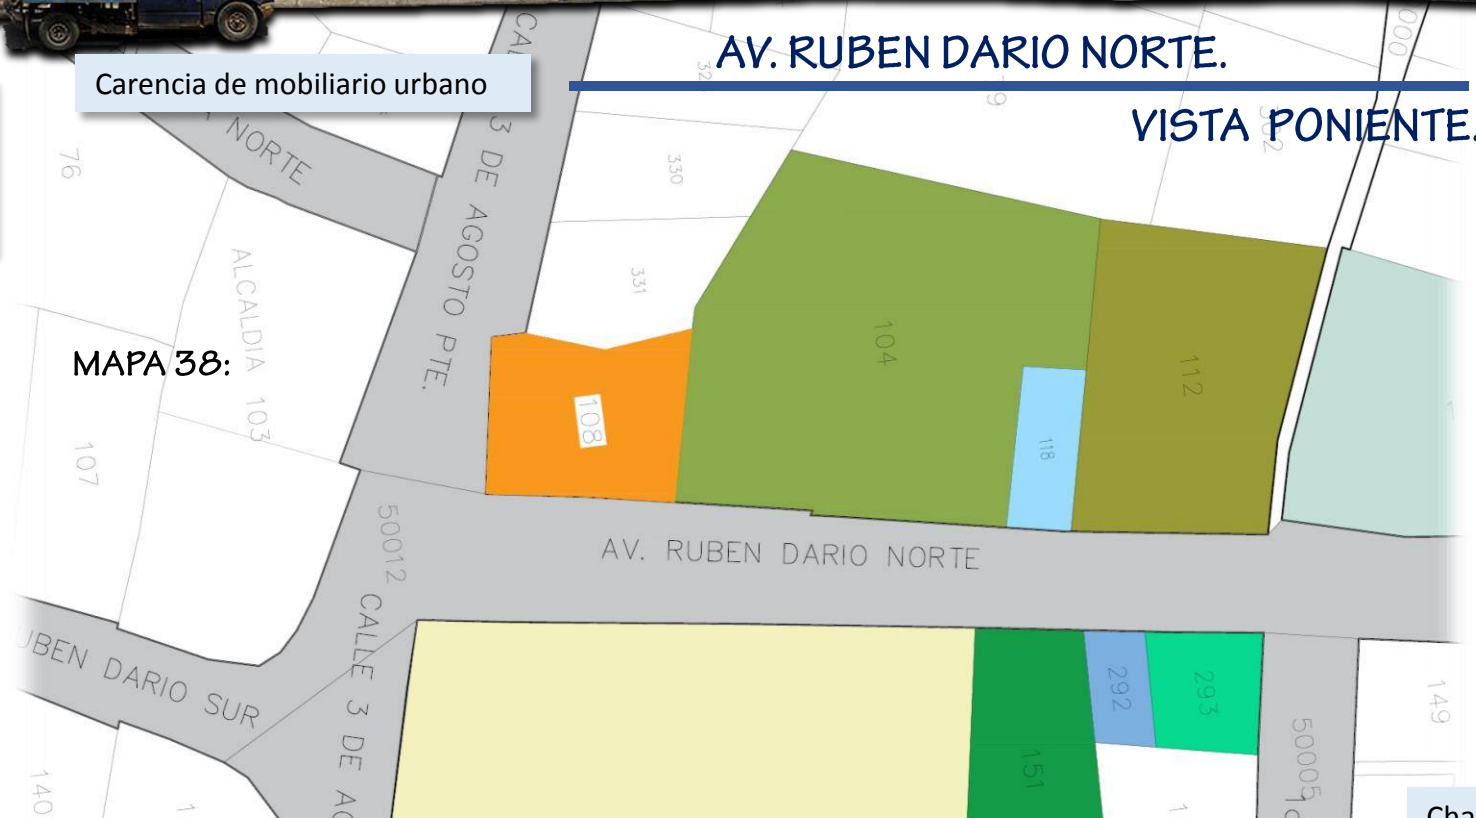 AV. RUBEN DARIO NORTE.
Carencia de mobiliario urbano
VISTA PONIENTE.
NORTE
76
330
331
3 DE AGOSTO PTE.
ALCALDIA 103
MAPA 38:
104
112
108
118
107
50012
AV. RUBEN DARIO NORTE
CALLE 3 DE
DARIO SUR
292
293
149
151
50005
140